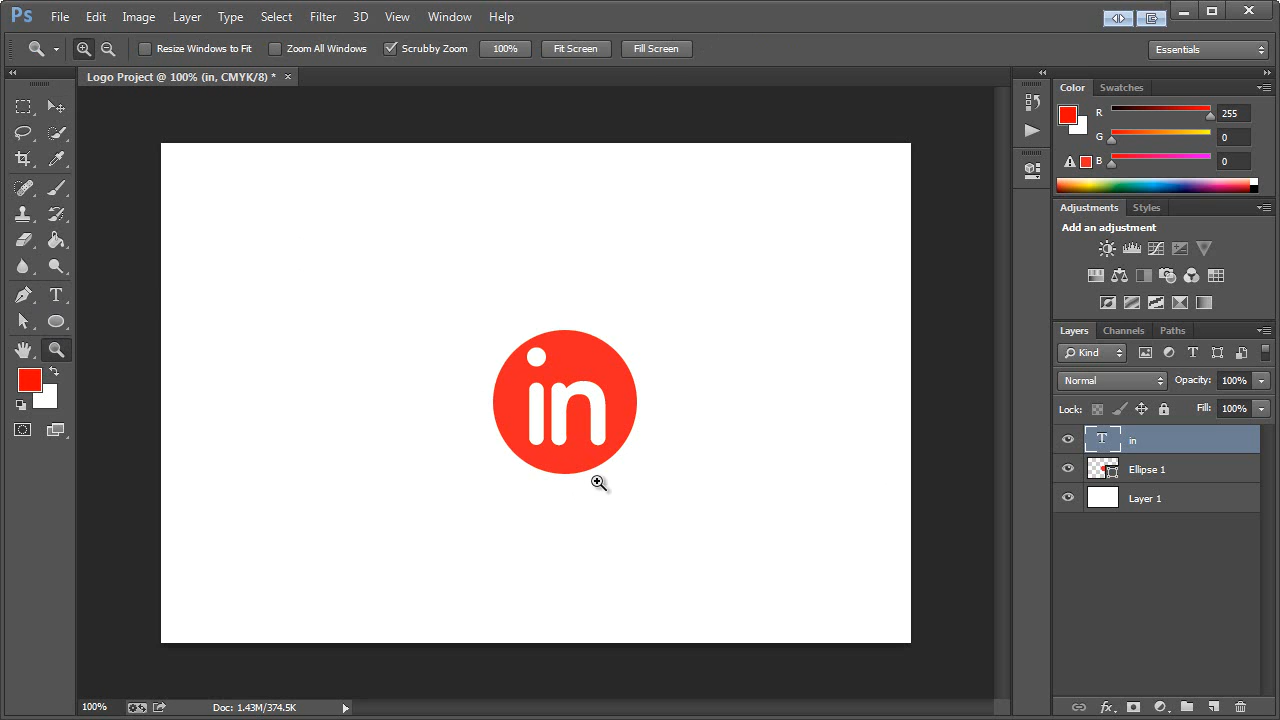 Ps File Edit Image Layer Type Select Filter 3D View Window Help
Resize Windows to Fit Zoom All Windows Scrubby Zoom 100% Fit Screen Fill Screen Essentials
Logo Project @ 100% (in, CMYK/8) * ×
Color Swatches
R 255
G 0
B 0
Adjustments Styles
Add an adjustment
in
Layers Channels Paths
Kind
Normal Opacity: 100%
Lock: Fill: 100%
T in
Ellipse 1
Layer 1
100% Doc: 1.43M/374.5K
fx